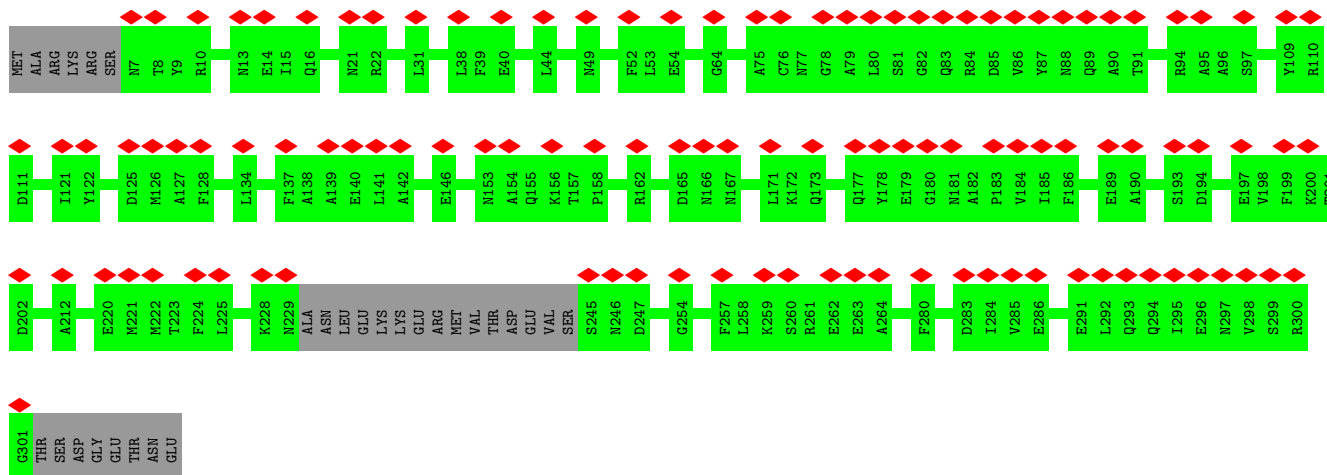 MET ALA ARG LYS ARG SER N7 T8 Y9 R10 N13 E14 I15 Q16 N21 R22 L31 L38 F39 E40 L44 N49 F52 L53 E54 G64 A75 C76 N77 G78 A79 L80 S81 G82 Q83 R84 D85 V86 Y87 N88 Q89 A90 T91 R94 A95 A96 S97 Y109 R110
D111 I121 Y122 D125 M126 A127 F128 L134 F137 A138 A139 E140 L141 A142 E146 N153 A154 Q155 K156 T157 P158 R162 D165 N166 N167 L171 K172 Q173 Q177 Y178 E179 G180 N181 A182 P183 V184 I185 F186 E189 A190 S193 D194 E197 V198 F199 K200
D202 A212 E220 M221 M222 T223 F224 L225 K228 N229 ALA ASN LEU GLU LYS LYS GLU ARG MET VAL THR ASP GLU VAL SER S245 N246 D247 G254 F257 L258 K259 S260 R261 E262 E263 A264 F280 D283 I284 V285 E286 E291 L292 Q293 Q294 I295 E296 N297 V298 S299 R300
G301 THR SER ASP GLY GLU THR ASN GLU